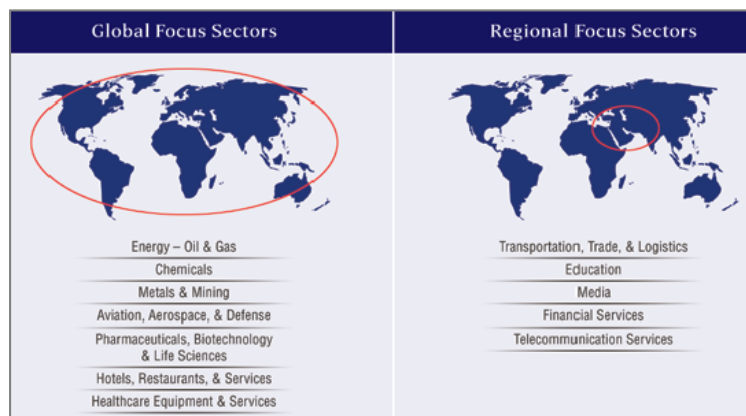 Global Focus Sectors
Energy – Oil & Gas
Chemicals
Metals & Mining
Aviation, Aerospace, & Defense
Pharmaceuticals, Biotechnology
& Life Sciences
Hotels, Restaurants, & Services
Healthcare Equipment & Services
Regional Focus Sectors
Transportation, Trade, & Logistics
Education
Media
Financial Services
Telecommunication Services